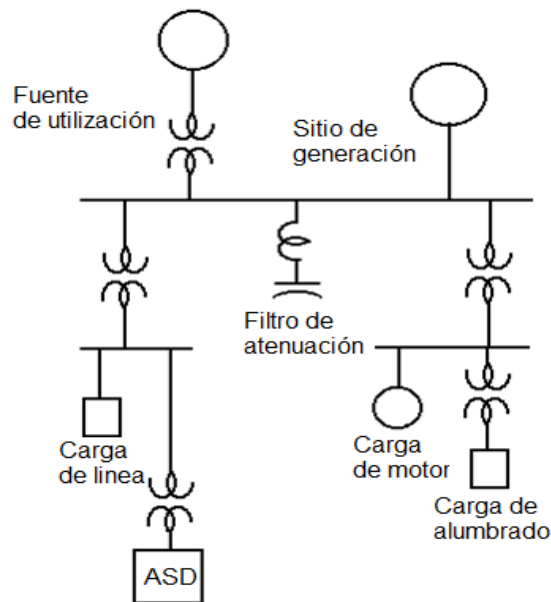 Fuente
de utilización
Sitio de
generación
Filtro de
atenuación
Carga
de linea
Carga
de motor
Carga de
alumbrado
ASD